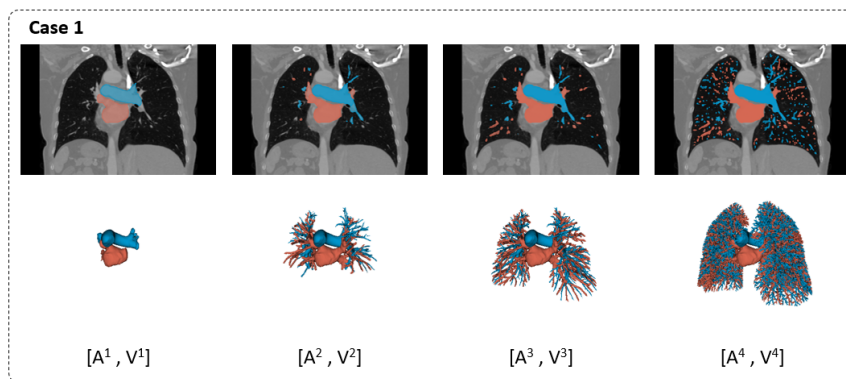 Case 1
[A¹ , V¹]
[A² , V²]
[A³ , V³]
[A⁴ , V⁴]